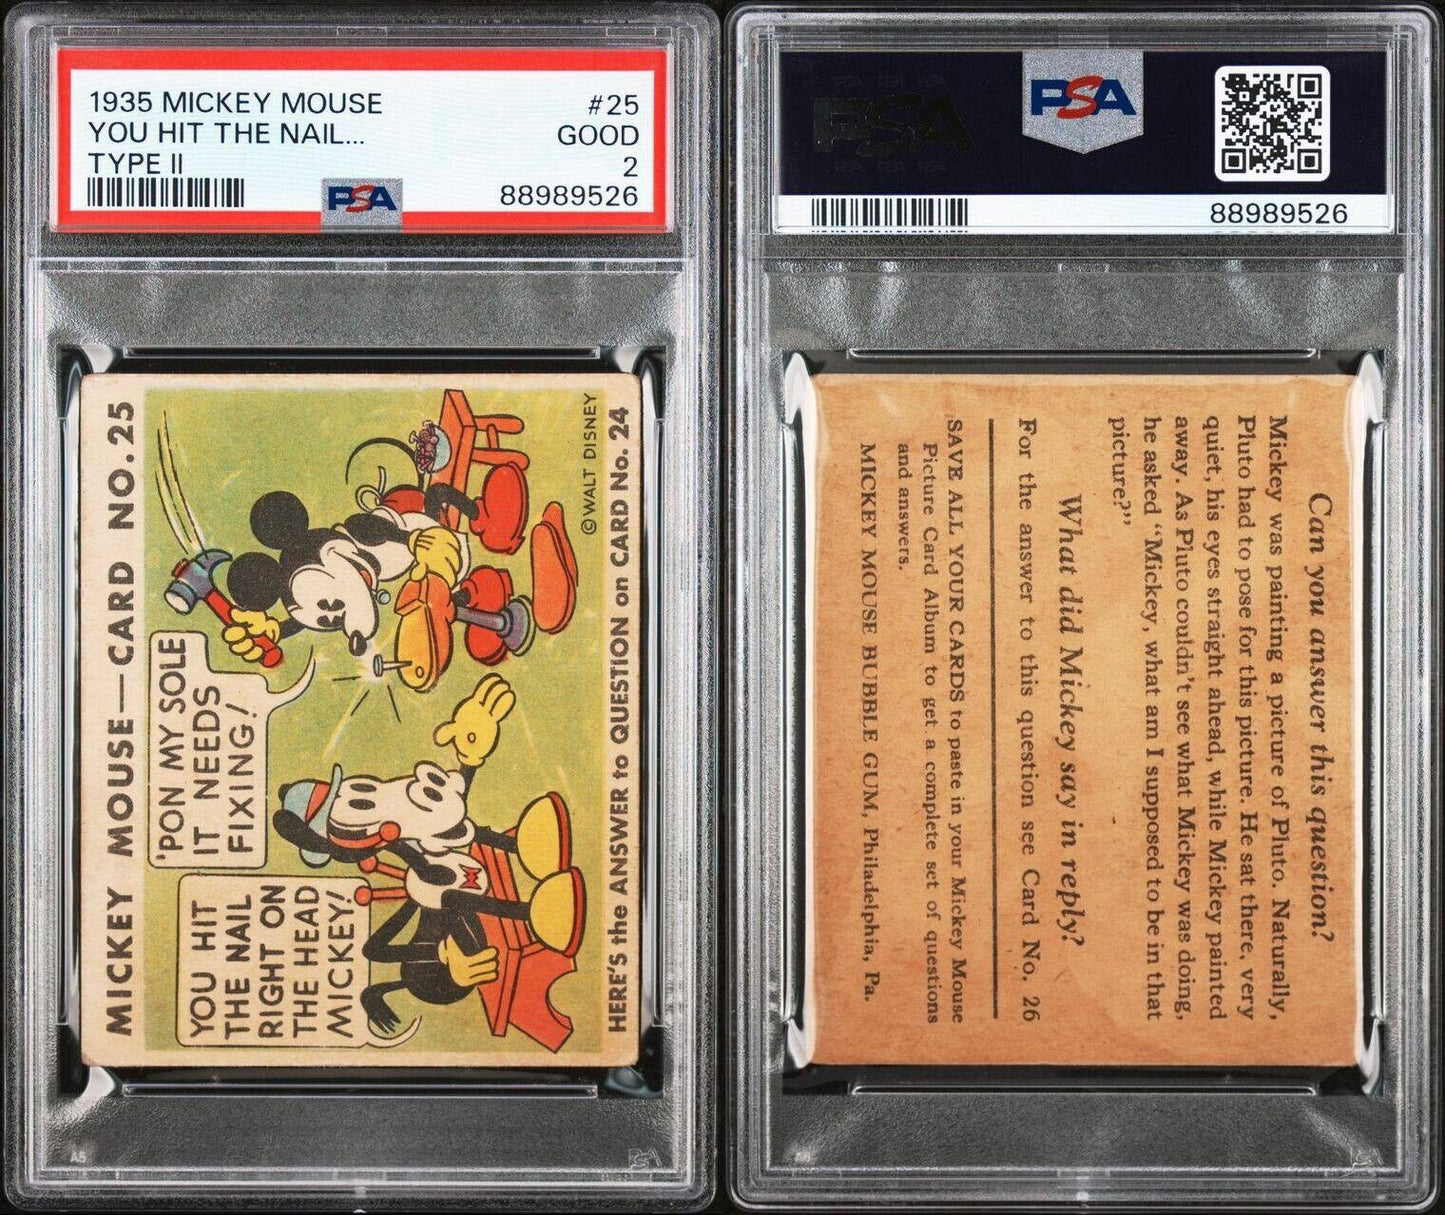 1935 MICKEY MOUSE #25
YOU HIT THE NAIL... GOOD
TYPE II 2
88989526
PSA
MICKEY MOUSE—CARD NO. 25
'PON MY SOLE
IT NEEDS
FIXING!
YOU HIT
THE NAIL
RIGHT ON
THE HEAD
MICKEY!
© WALT DISNEY
HERE'S the ANSWER to QUESTION on CARD No. 24
PSA
PSA
88989526
Can you answer this question?
Mickey was painting a picture of Pluto. Naturally,
Pluto had to pose for this picture. He sat there, very
quiet, his eyes straight ahead, while Mickey painted
away. As Pluto couldn't see what Mickey was doing,
he asked "Mickey, what am I supposed to be in that
picture?"
What did Mickey say in reply?
For the answer to this question see Card No. 26
SAVE ALL YOUR CARDS to paste in your Mickey Mouse
Picture Card Album to get a complete set of questions
and answers.
MICKEY MOUSE BUBBLE GUM, Philadelphia, Pa.